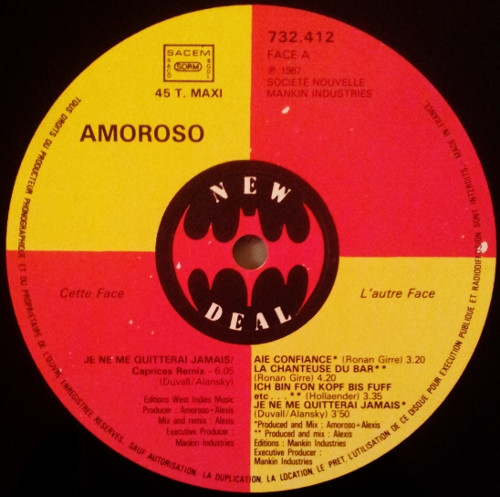 SACEM
SDRM
45 T. MAXI
732.412
FACE A
℗ 1987
SOCIÉTÉ NOUVELLE
MANKIN INDUSTRIES
AMOROSO
NEW
DEAL
Cette Face
L'autre Face
JE NE ME QUITTERAI JAMAIS/
Caprices Remix - 6.05
(Duvall/Alansky)
Editions West Indies Music
Producer : Amoroso-Alexis
Mix and remix : Alexis
Executive Producer :
Mankin Industries
AIE CONFIANCE* (Ronan Girre) 3.20
LA CHANTEUSE DU BAR**
(Ronan Girre) 4.20
ICH BIN FON KOPF BIS FUFF
etc . . . ** (Hollaender) 3.35
JE NE ME QUITTERAI JAMAIS*
(Duvall/Alansky) 3'50
*Produced and Mix : Amoroso-Alexis
** Produced and mix : Alexis
Editions : Mankin Industries
Executive Producer :
Mankin Industries
TOUS DROITS DU PRODUCTEUR PHONOGRAPHIQUE ET DU PROPRIETAIRE DE L'ŒUVRE ENREGISTREE RESERVES. SAUF AUTORISATION, LA DUPLICATION, LA LOCATION, LE PRET, L'UTILISATION DE CE DISQUE POUR EXECUTION PUBLIQUE ET RADIODIFFUSION SONT INTERDITS. MADE IN FRANCE.